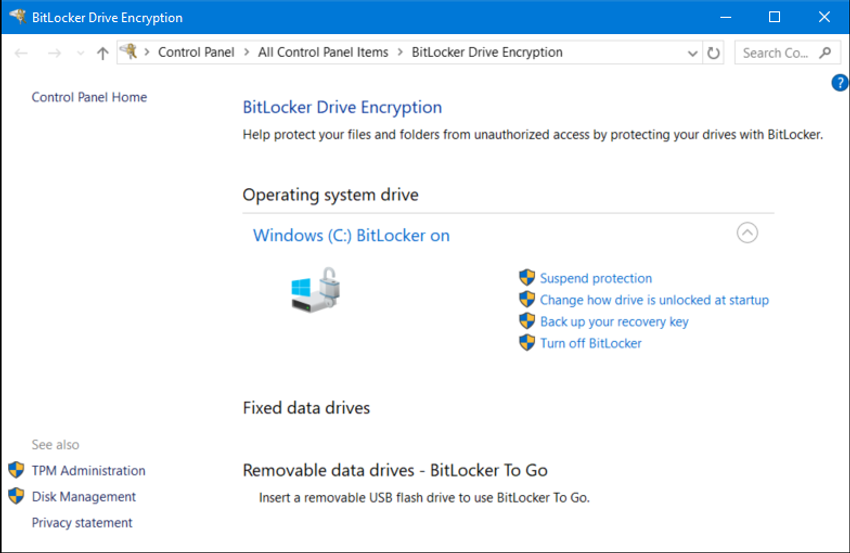 BitLocker Drive Encryption
Control Panel All Control Panel Items BitLocker Drive Encryption
Search Co...
?
Control Panel Home
BitLocker Drive Encryption
Help protect your files and folders from unauthorized access by protecting your drives with BitLocker.
Operating system drive
Windows (C:) BitLocker on
Suspend protection
Change how drive is unlocked at startup
Back up your recovery key
Turn off BitLocker
Fixed data drives
Removable data drives - BitLocker To Go
Insert a removable USB flash drive to use BitLocker To Go.
See also
TPM Administration
Disk Management
Privacy statement